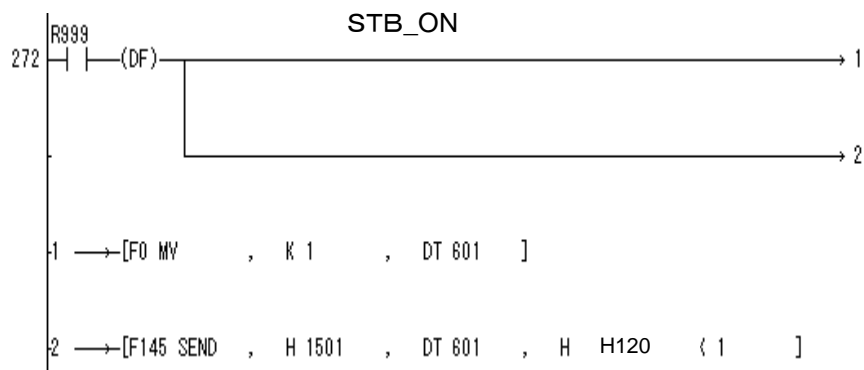 STB_ON
R999
272 (DF) 1
2
1 [F0 MV , K 1 , DT 601 ]
2 [F145 SEND , H 1501 , DT 601 , H H120 ( 1 ]